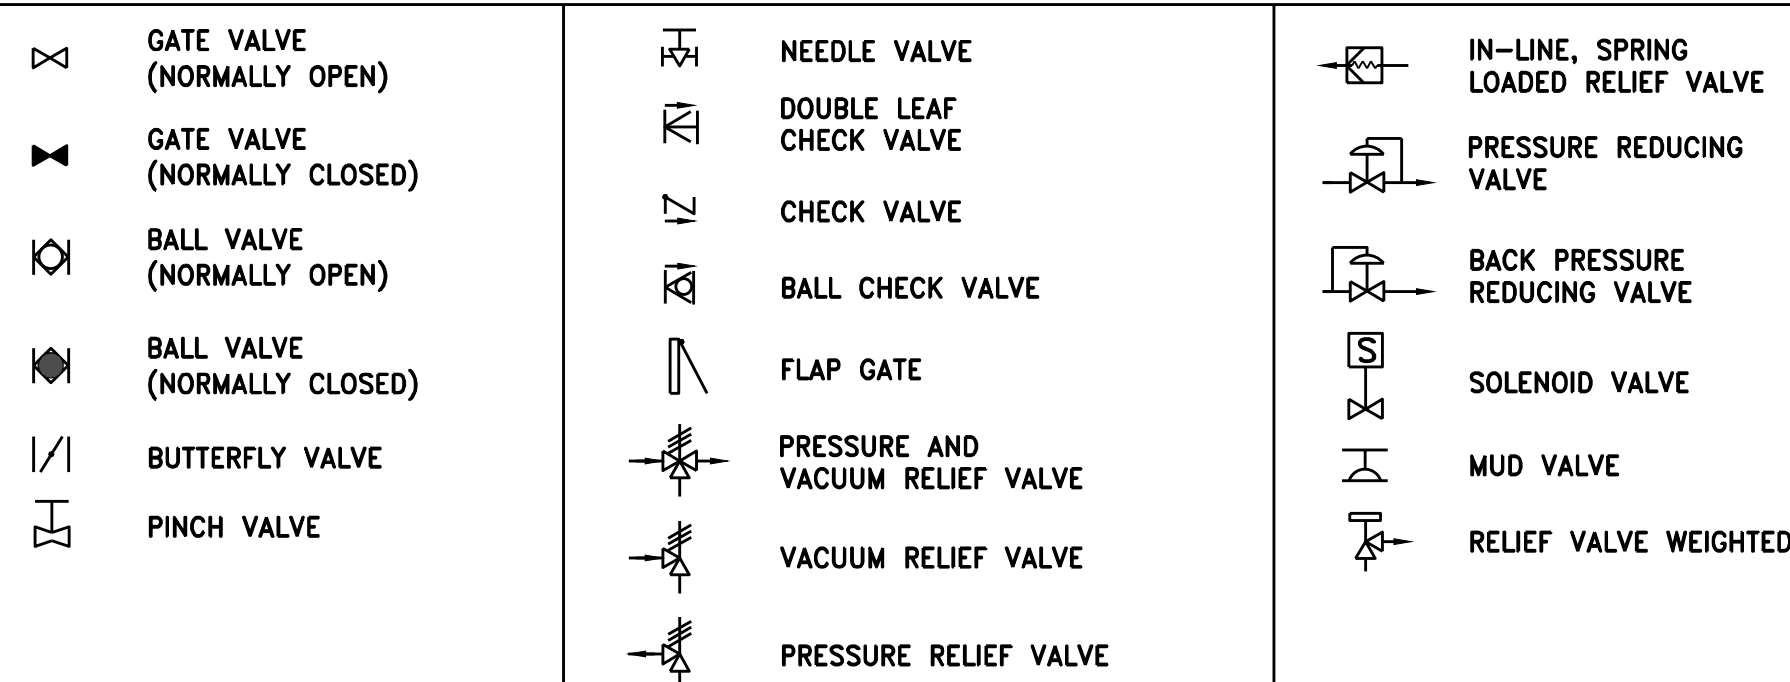 GATE VALVE
(NORMALLY OPEN)
GATE VALVE
(NORMALLY CLOSED)
BALL VALVE
(NORMALLY OPEN)
BALL VALVE
(NORMALLY CLOSED)
BUTTERFLY VALVE
PINCH VALVE
NEEDLE VALVE
DOUBLE LEAF
CHECK VALVE
CHECK VALVE
BALL CHECK VALVE
FLAP GATE
PRESSURE AND
VACUUM RELIEF VALVE
VACUUM RELIEF VALVE
PRESSURE RELIEF VALVE
IN-LINE, SPRING
LOADED RELIEF VALVE
PRESSURE REDUCING
VALVE
BACK PRESSURE
REDUCING VALVE
S
SOLENOID VALVE
MUD VALVE
RELIEF VALVE WEIGHTED